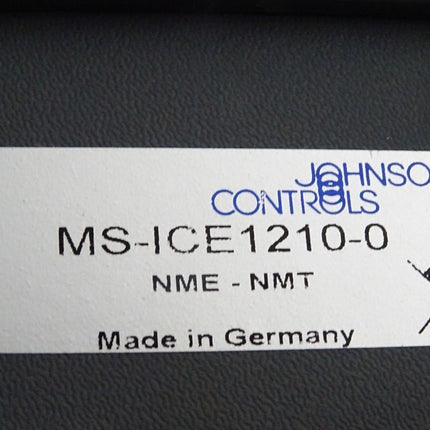 JOHNSO
CONTROLS
MS-ICE1210-0
NME - NMT
Made in Germany